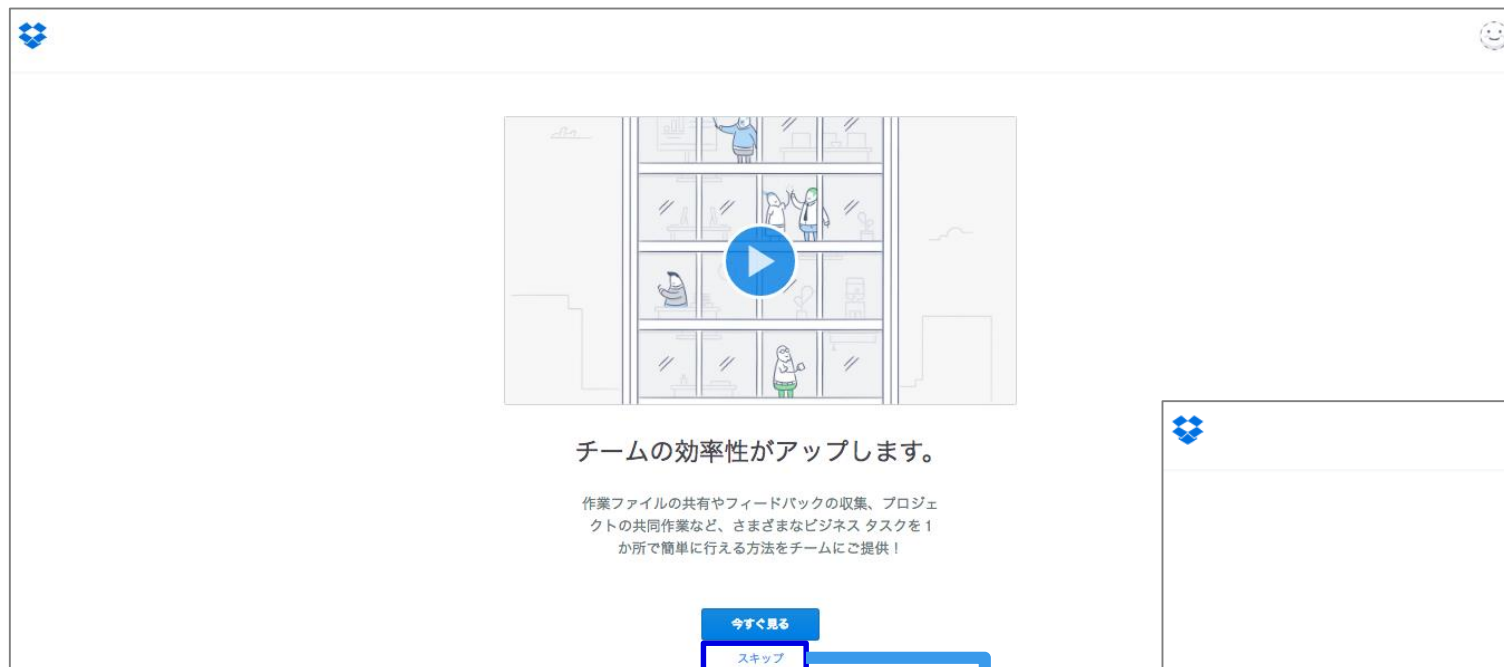 チームの効率性がアップします。
作業ファイルの共有やフィードバックの収集、プロジェ
クトの共同作業など、さまざまなビジネス タスクを 1
か所で簡単に行える方法をチームにご提供！
今すぐ見る
スキップ